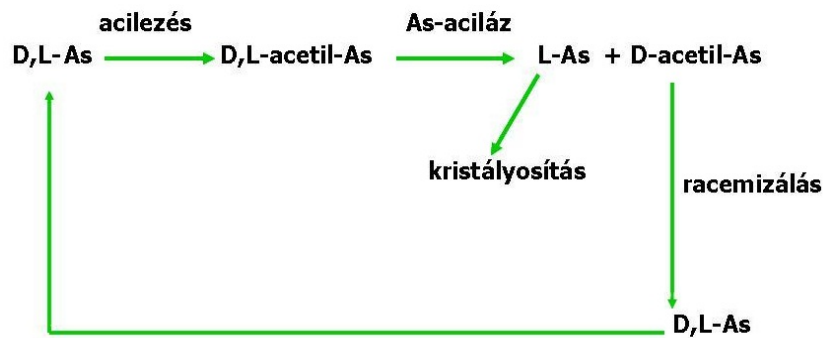 acilezés
As-aciláz
D,L-As
D,L-acetil-As
L-As + D-acetil-As
kristályosítás
racemizálás
D,L-As